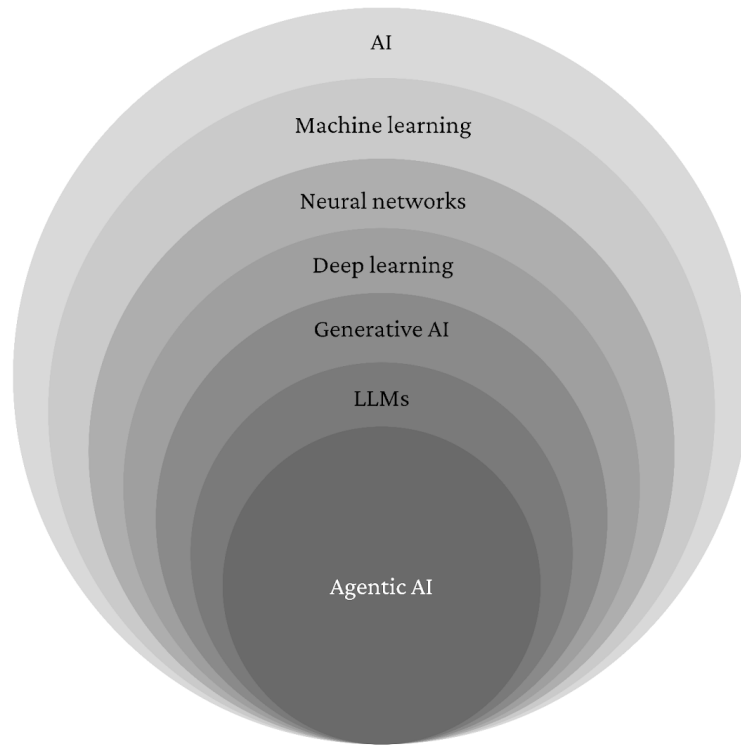 AI
Machine learning
Neural networks
Deep learning
Generative AI
LLMs
Agentic AI